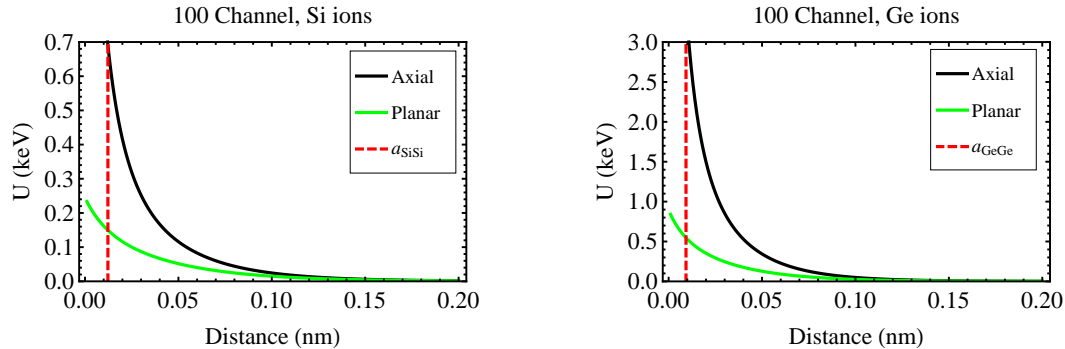 100 Channel, Si ions
U (keV)
0.7
0.6
0.5
0.4
0.3
0.2
0.1
0.0
Axial
Planar
aSiSi
0.00 0.05 0.10 0.15 0.20
Distance (nm)
100 Channel, Ge ions
U (keV)
3.0
2.5
2.0
1.5
1.0
0.5
0.0
Axial
Planar
aGeGe
0.00 0.05 0.10 0.15 0.20
Distance (nm)